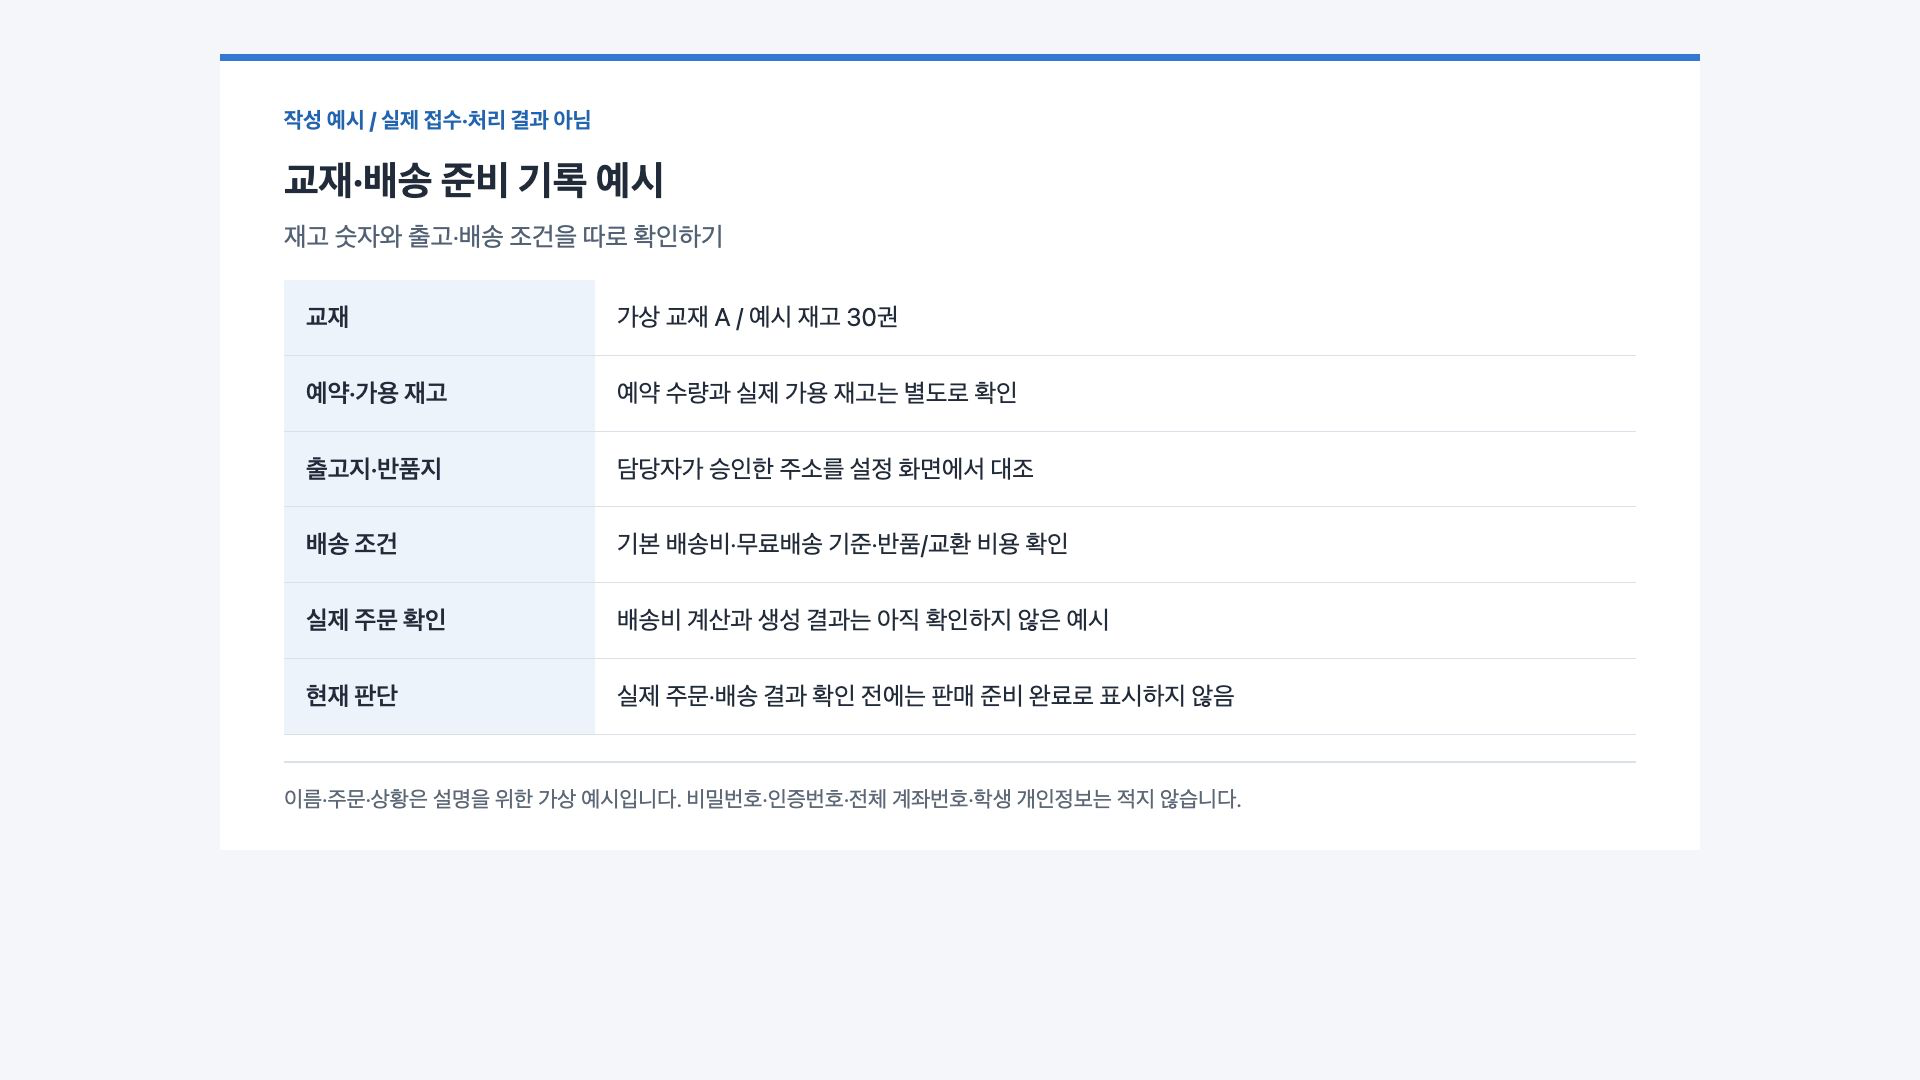 작성 예시 / 실제 접수·처리 결과 아님
교재·배송 준비 기록 예시
재고 숫자와 출고·배송 조건을 따로 확인하기
교재 가상 교재 A / 예시 재고 30권
예약·가용 재고 예약 수량과 실제 가용 재고는 별도로 확인
출고지·반품지 담당자가 승인한 주소를 설정 화면에서 대조
배송 조건 기본 배송비·무료배송 기준·반품/교환 비용 확인
실제 주문 확인 배송비 계산과 생성 결과는 아직 확인하지 않은 예시
현재 판단 실제 주문·배송 결과 확인 전에는 판매 준비 완료로 표시하지 않음
이름·주문·상황은 설명을 위한 가상 예시입니다. 비밀번호·인증번호·전체 계좌번호·학생 개인정보는 적지 않습니다.